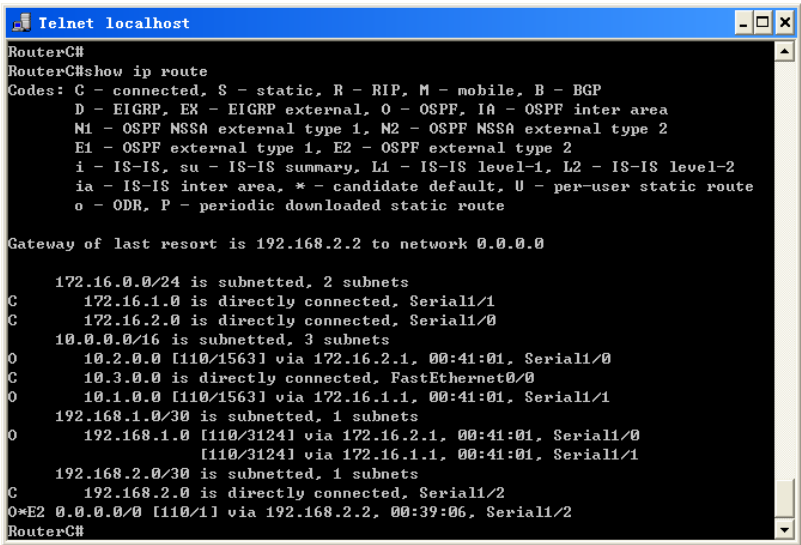 Telnet localhost
RouterC#
RouterC#show ip route
Codes: C - connected, S - static, R - RIP, M - mobile, B - BGP
       D - EIGRP, EX - EIGRP external, O - OSPF, IA - OSPF inter area
       N1 - OSPF NSSA external type 1, N2 - OSPF NSSA external type 2
       E1 - OSPF external type 1, E2 - OSPF external type 2
       i - IS-IS, su - IS-IS summary, L1 - IS-IS level-1, L2 - IS-IS level-2
       ia - IS-IS inter area, * - candidate default, U - per-user static route
       o - ODR, P - periodic downloaded static route
Gateway of last resort is 192.168.2.2 to network 0.0.0.0
     172.16.0.0/24 is subnetted, 2 subnets
C       172.16.1.0 is directly connected, Serial1/1
C       172.16.2.0 is directly connected, Serial1/0
     10.0.0.0/16 is subnetted, 3 subnets
O       10.2.0.0 [110/1563] via 172.16.2.1, 00:41:01, Serial1/0
C       10.3.0.0 is directly connected, FastEthernet0/0
O       10.1.0.0 [110/1563] via 172.16.1.1, 00:41:01, Serial1/1
     192.168.1.0/30 is subnetted, 1 subnets
O       192.168.1.0 [110/3124] via 172.16.2.1, 00:41:01, Serial1/0
                    [110/3124] via 172.16.1.1, 00:41:01, Serial1/1
     192.168.2.0/30 is subnetted, 1 subnets
C       192.168.2.0 is directly connected, Serial1/2
O*E2 0.0.0.0/0 [110/1] via 192.168.2.2, 00:39:06, Serial1/2
RouterC#